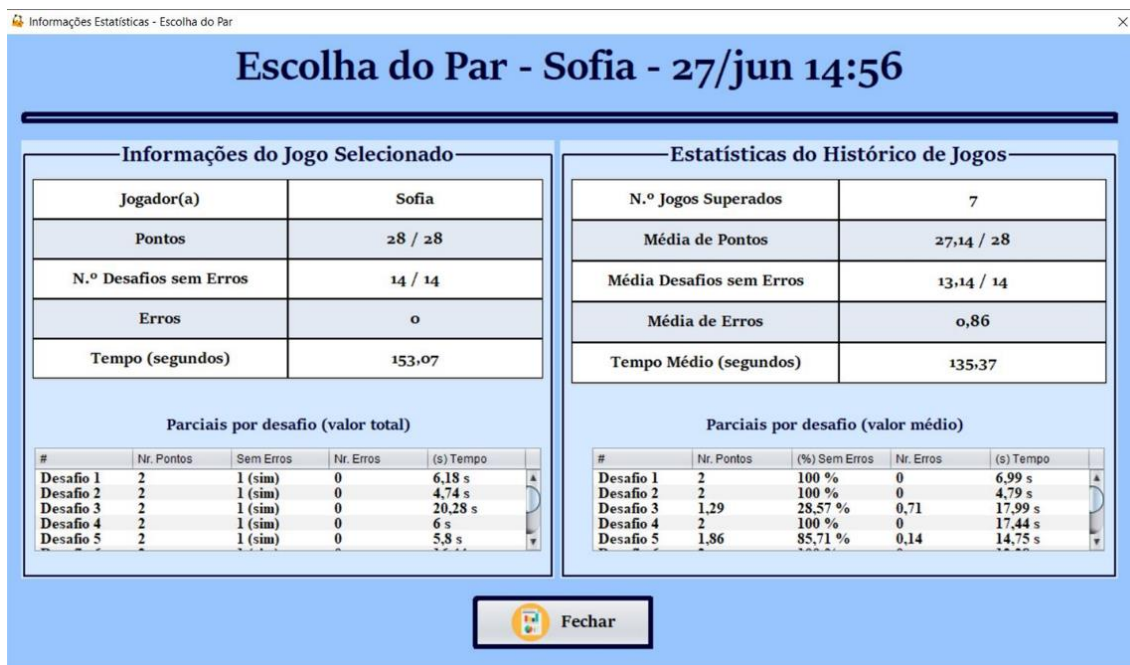 Informações Estatísticas - Escolha do Par
Escolha do Par - Sofia - 27/jun 14:56
Informações do Jogo Selecionado
Jogador(a) Sofia
Pontos 28 / 28
N.º Desafios sem Erros 14 / 14
Erros 0
Tempo (segundos) 153,07
Parciais por desafio (valor total)
# Nr. Pontos Sem Erros Nr. Erros (s) Tempo
Desafio 1 2 1 (sim) 0 6,18 s
Desafio 2 2 1 (sim) 0 4,74 s
Desafio 3 2 1 (sim) 0 20,28 s
Desafio 4 2 1 (sim) 0 6 s
Desafio 5 2 1 (sim) 0 5,8 s
Estatísticas do Histórico de Jogos
N.º Jogos Superados 7
Média de Pontos 27,14 / 28
Média Desafios sem Erros 13,14 / 14
Média de Erros 0,86
Tempo Médio (segundos) 135,37
Parciais por desafio (valor médio)
# Nr. Pontos (%) Sem Erros Nr. Erros (s) Tempo
Desafio 1 2 100 % 0 6,99 s
Desafio 2 2 100 % 0 4,79 s
Desafio 3 1,29 28,57 % 0,71 17,99 s
Desafio 4 2 100 % 0 17,44 s
Desafio 5 1,86 85,71 % 0,14 14,75 s
Fechar